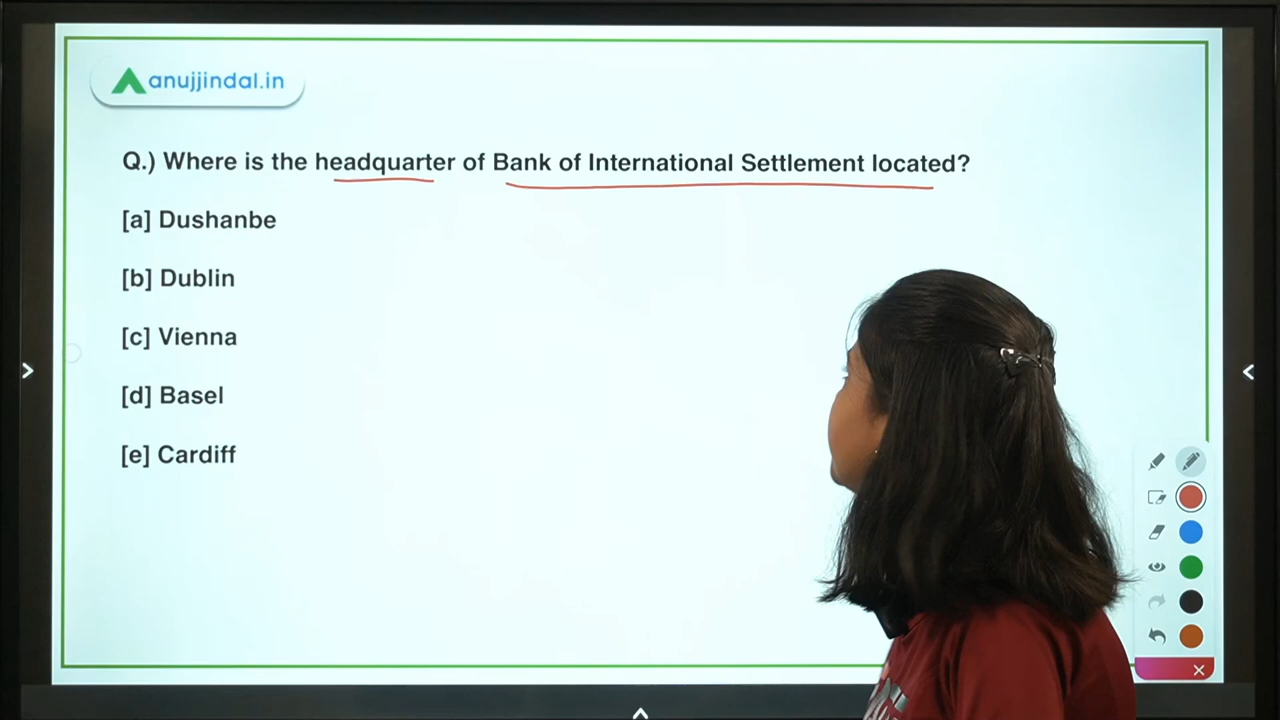 anujjindal.in
Q.) Where is the headquarter of Bank of International Settlement located?
[a] Dushanbe
[b] Dublin
[c] Vienna
[d] Basel
[e] Cardiff